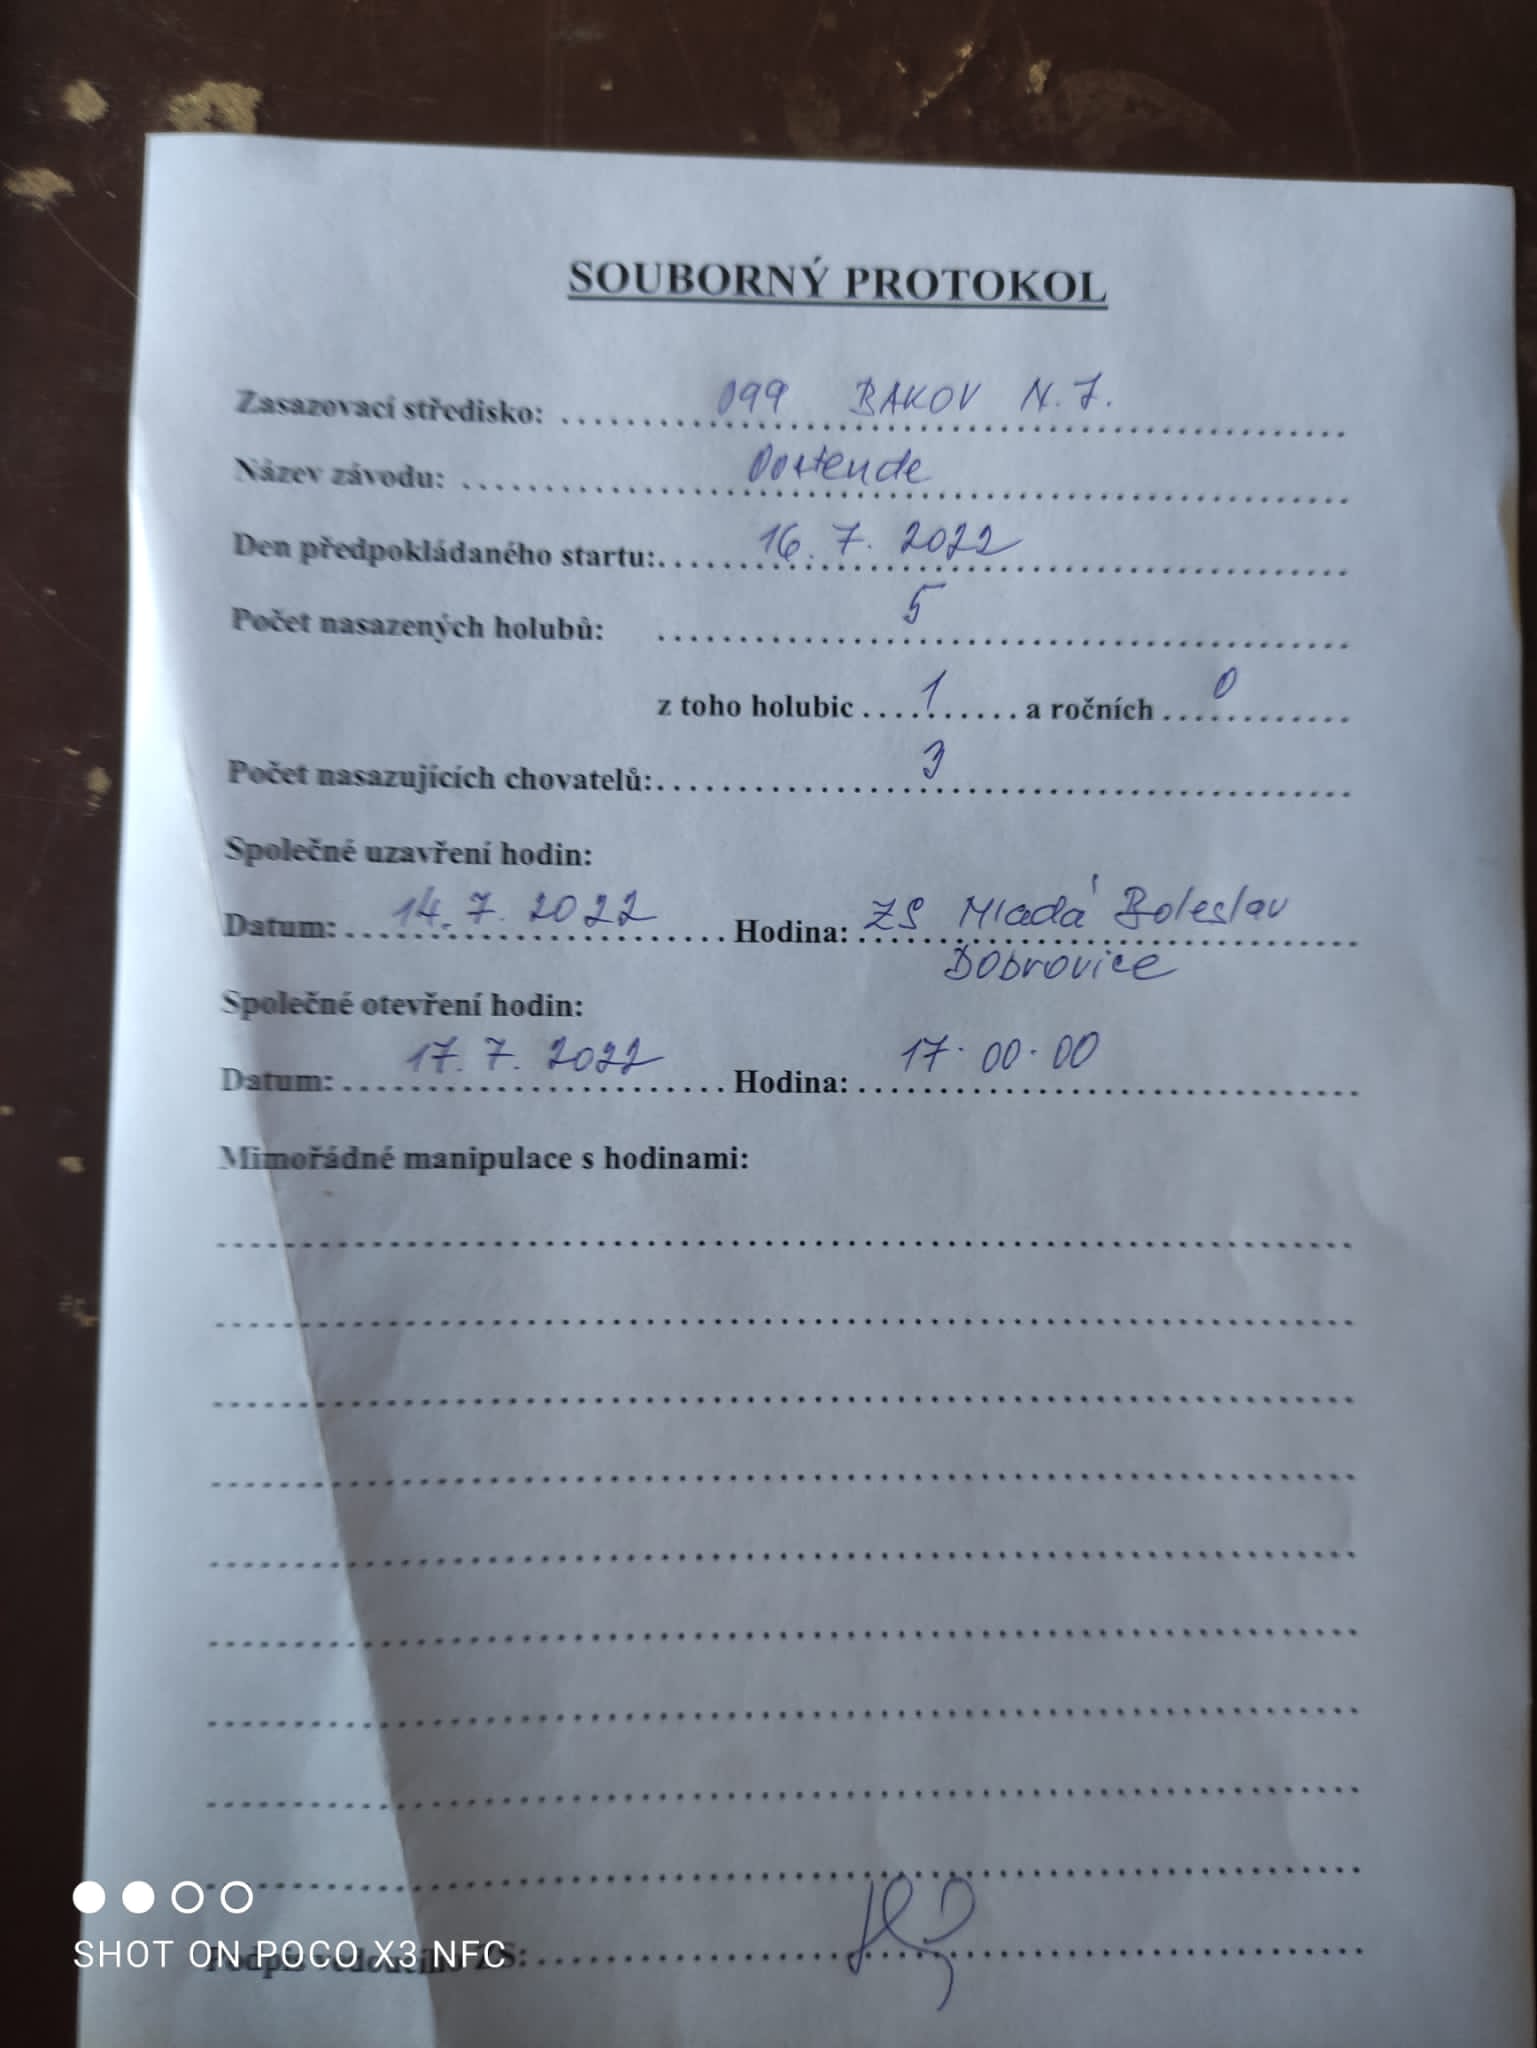 SOUBORNÝ PROTOKOL
Zasazovací středisko: 099 BAKOV N.J.
Název závodu: Oostende
Den předpokládaného startu: 16. 7. 2022
Počet nasazených holubů: 5
z toho holubic 1 a ročních 0
Počet nasazujících chovatelů: 3
Společné uzavření hodin:
Datum: 14. 7. 2022 Hodina: ZS Mladá Boleslav
Dobrovice
Společné otevření hodin:
Datum: 17. 7. 2022 Hodina: 17.00.00
Mimořádné manipulace s hodinami:
SHOT ON POCO X3 NFC
ZS: